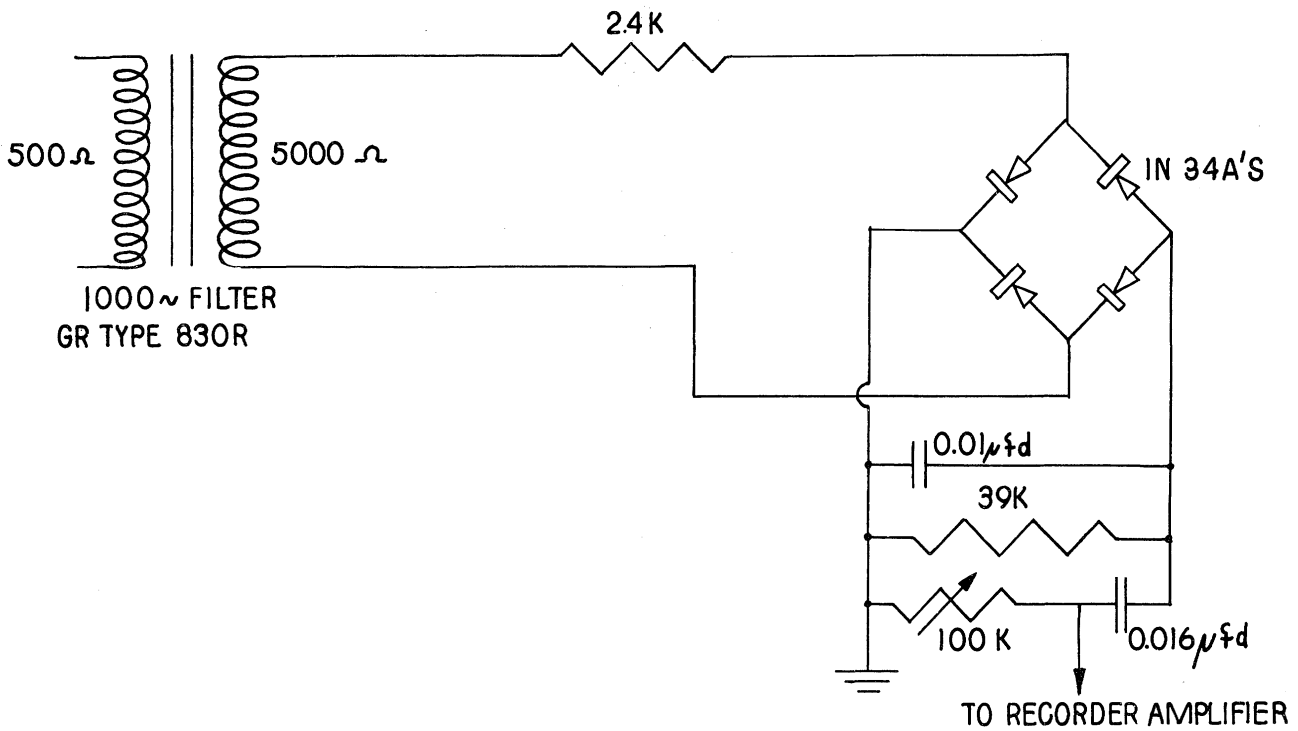 2.4K
500Ω
5000 Ω
IN 34A'S
1000~ FILTER
GR TYPE 830R
0.01μfd
39K
100 K
0.016μfd
TO RECORDER AMPLIFIER